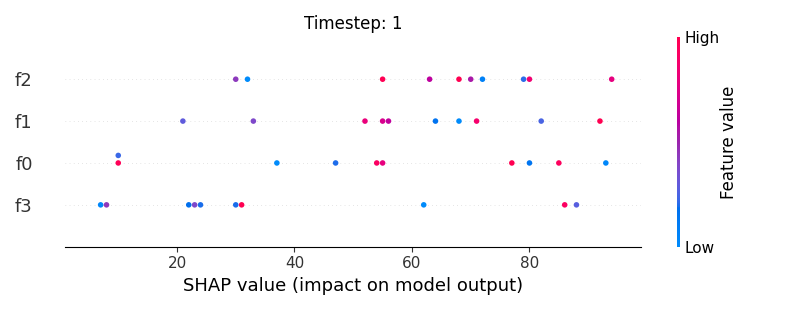 Timestep: 1
High
f2
f1
f0
f3
Feature value
Low
20 40 60 80
SHAP value (impact on model output)